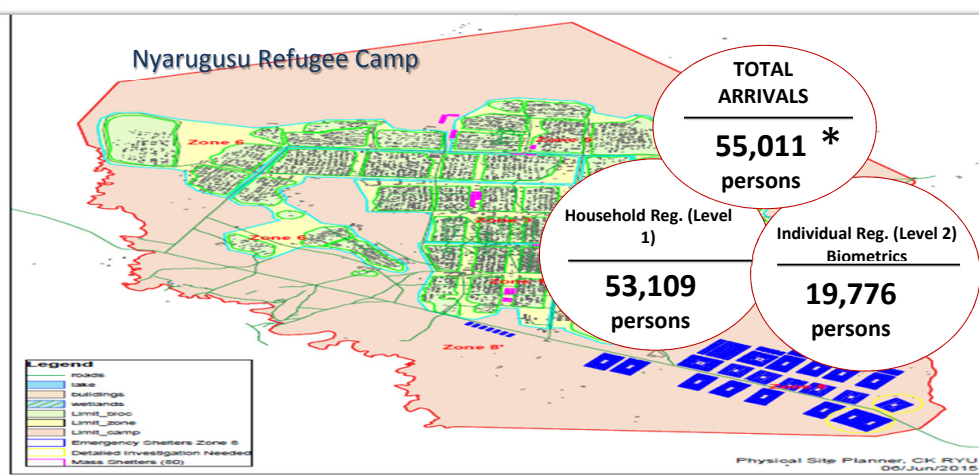 Nyarugusu Refugee Camp
TOTAL
ARRIVALS
55,011 *
persons
Household Reg. (Level
1)
53,109
persons
Individual Reg. (Level 2)
Biometrics
19,776
persons
Zone 6
Zone 8'
Legend
roads
lake
buildings
wetlands
Limit_bloc
Limit_zone
Limit_camp
Emergency Shelters Zone 8
Detailed Investigation Needed
Mass Shelters (60)
Physical Site Planner, CK RYU
06/Jun/2015